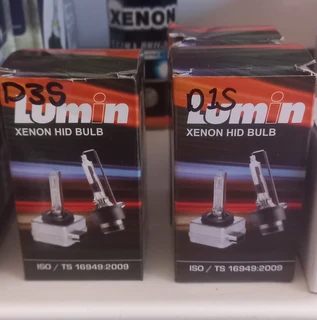 XENON
D3S
Lumin
XENON HID BULB
ISO / TS 16949:2009
D1S
Lumin
XENON HID BULB
ISO / TS 16949:2009